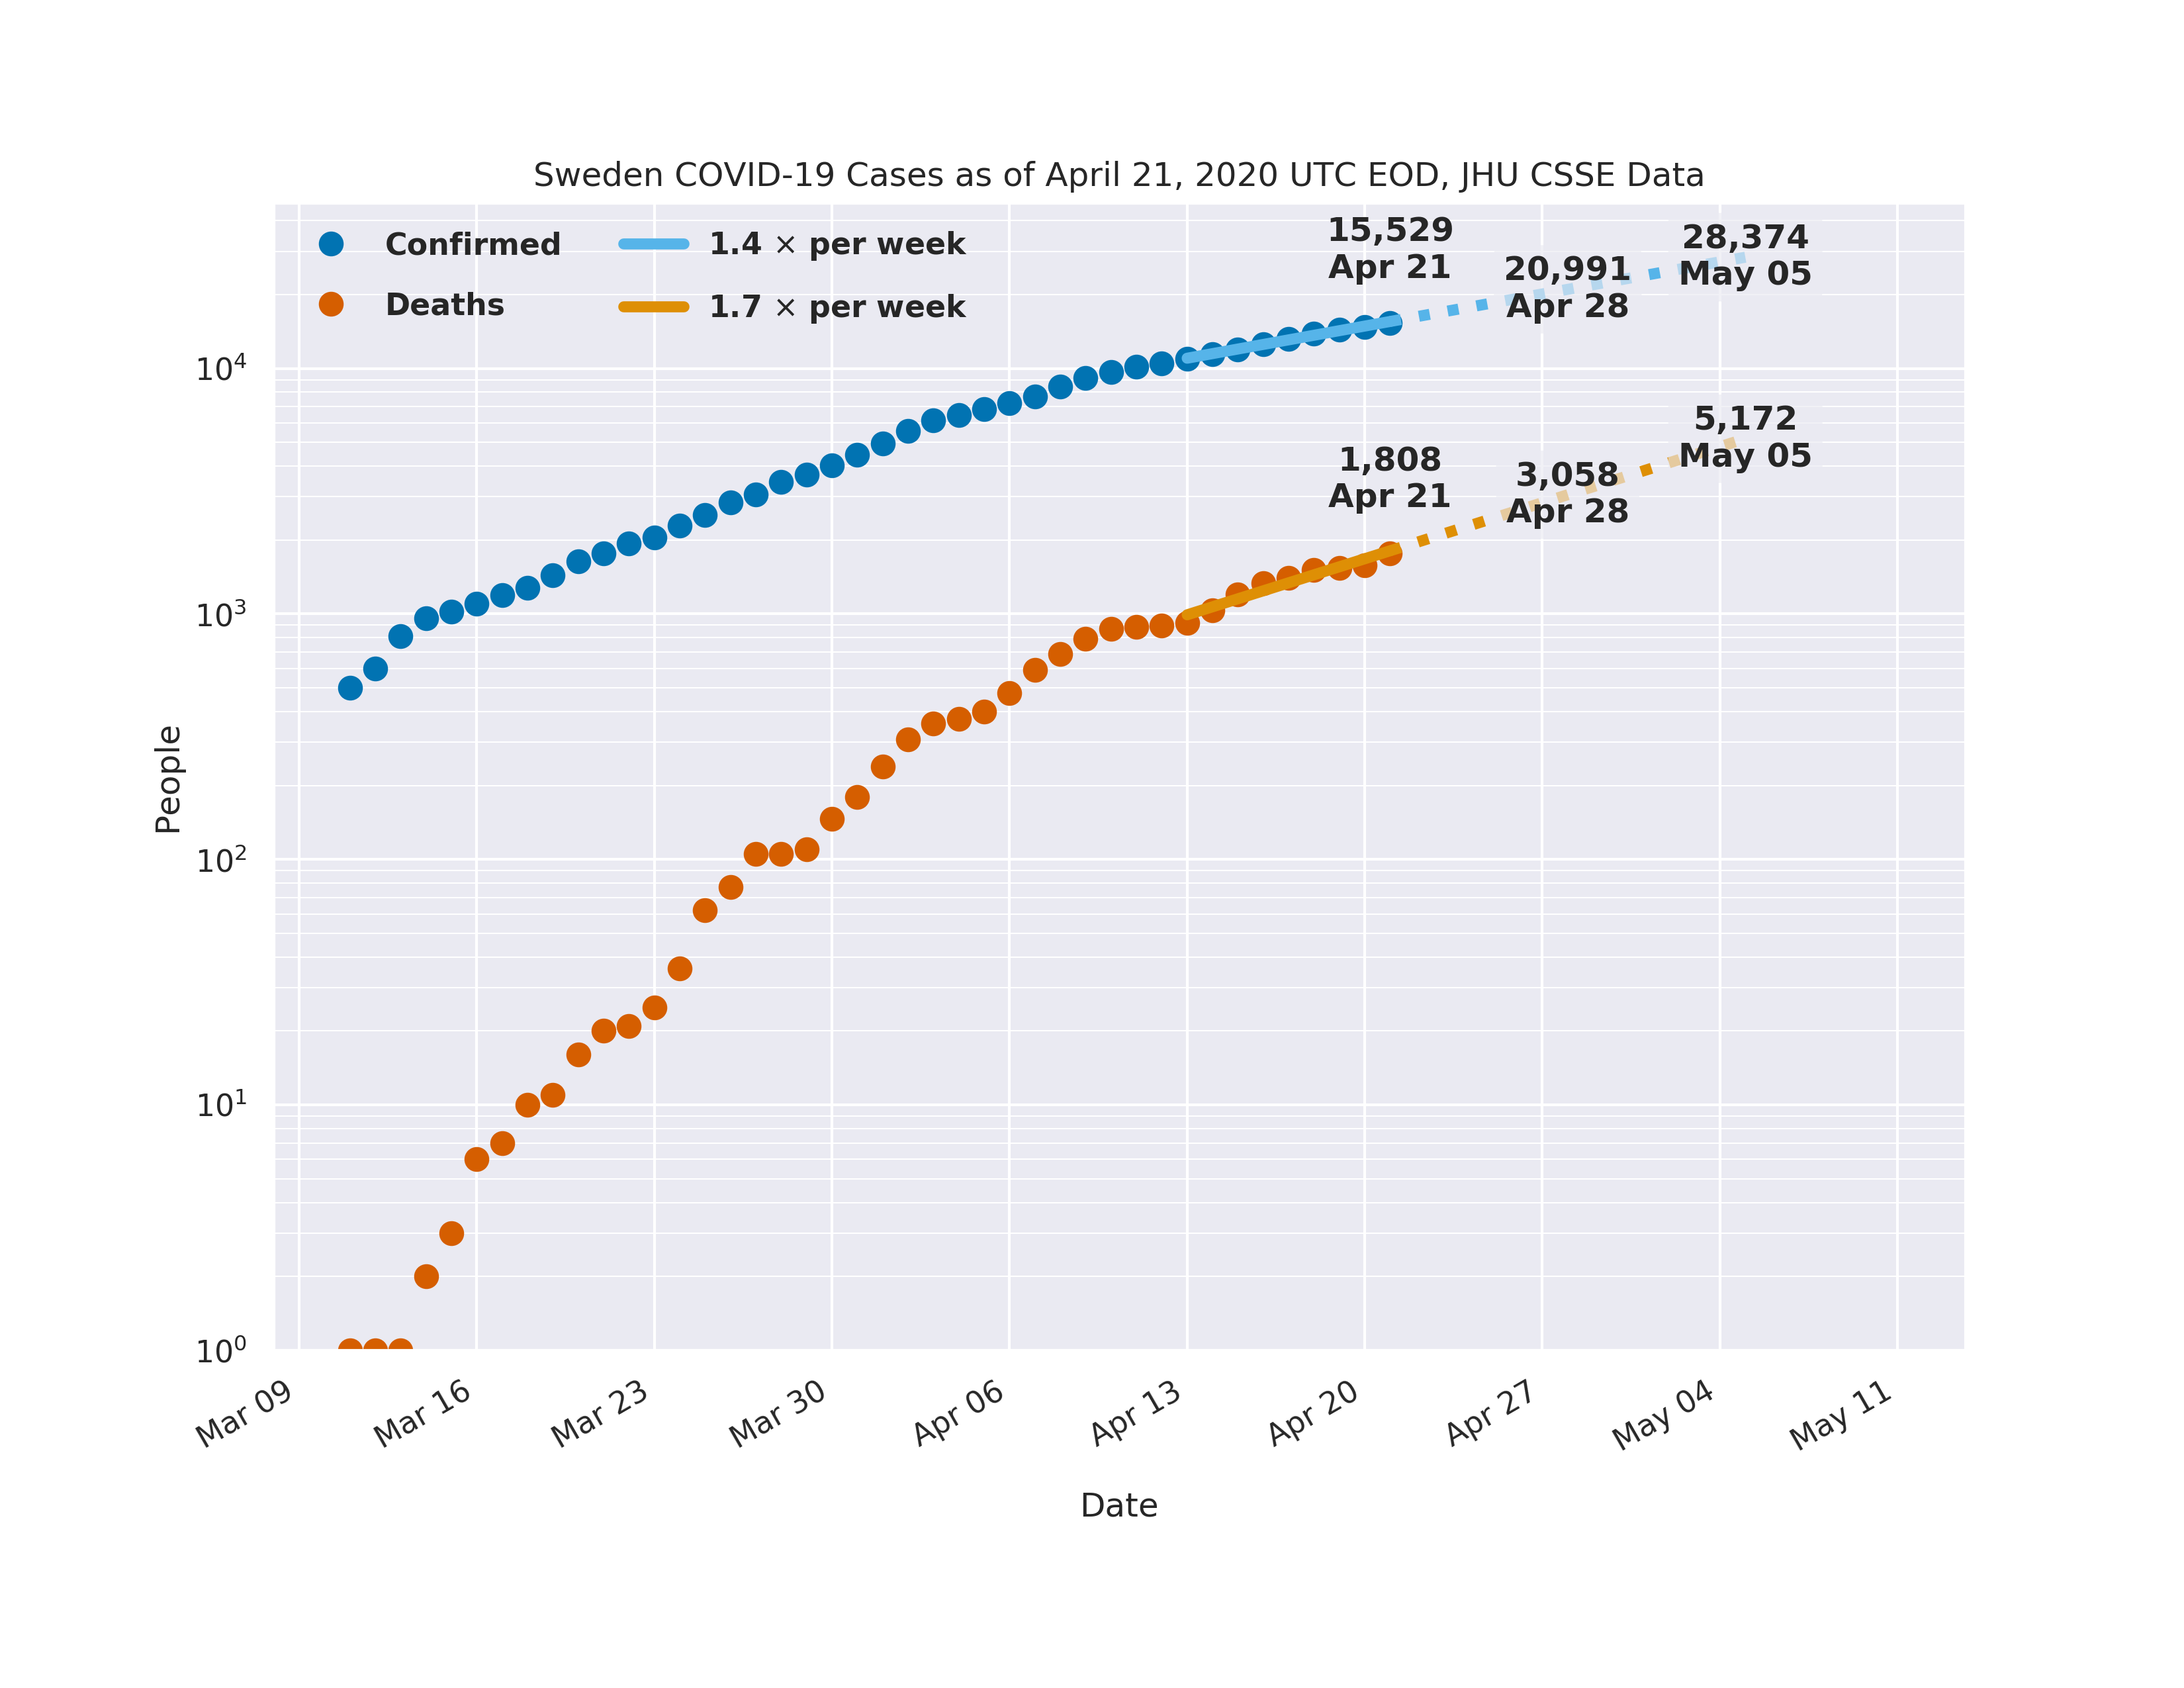 Sweden COVID-19 Cases as of April 21, 2020 UTC EOD, JHU CSSE Data
Confirmed
Deaths
1.4 × per week
1.7 × per week
15,529
Apr 21
20,991
Apr 28
28,374
May 05
1,808
Apr 21
3,058
Apr 28
5,172
May 05
People
10⁴
10³
10²
10¹
10⁰
Mar 09
Mar 16
Mar 23
Mar 30
Apr 06
Apr 13
Apr 20
Apr 27
May 04
May 11
Date